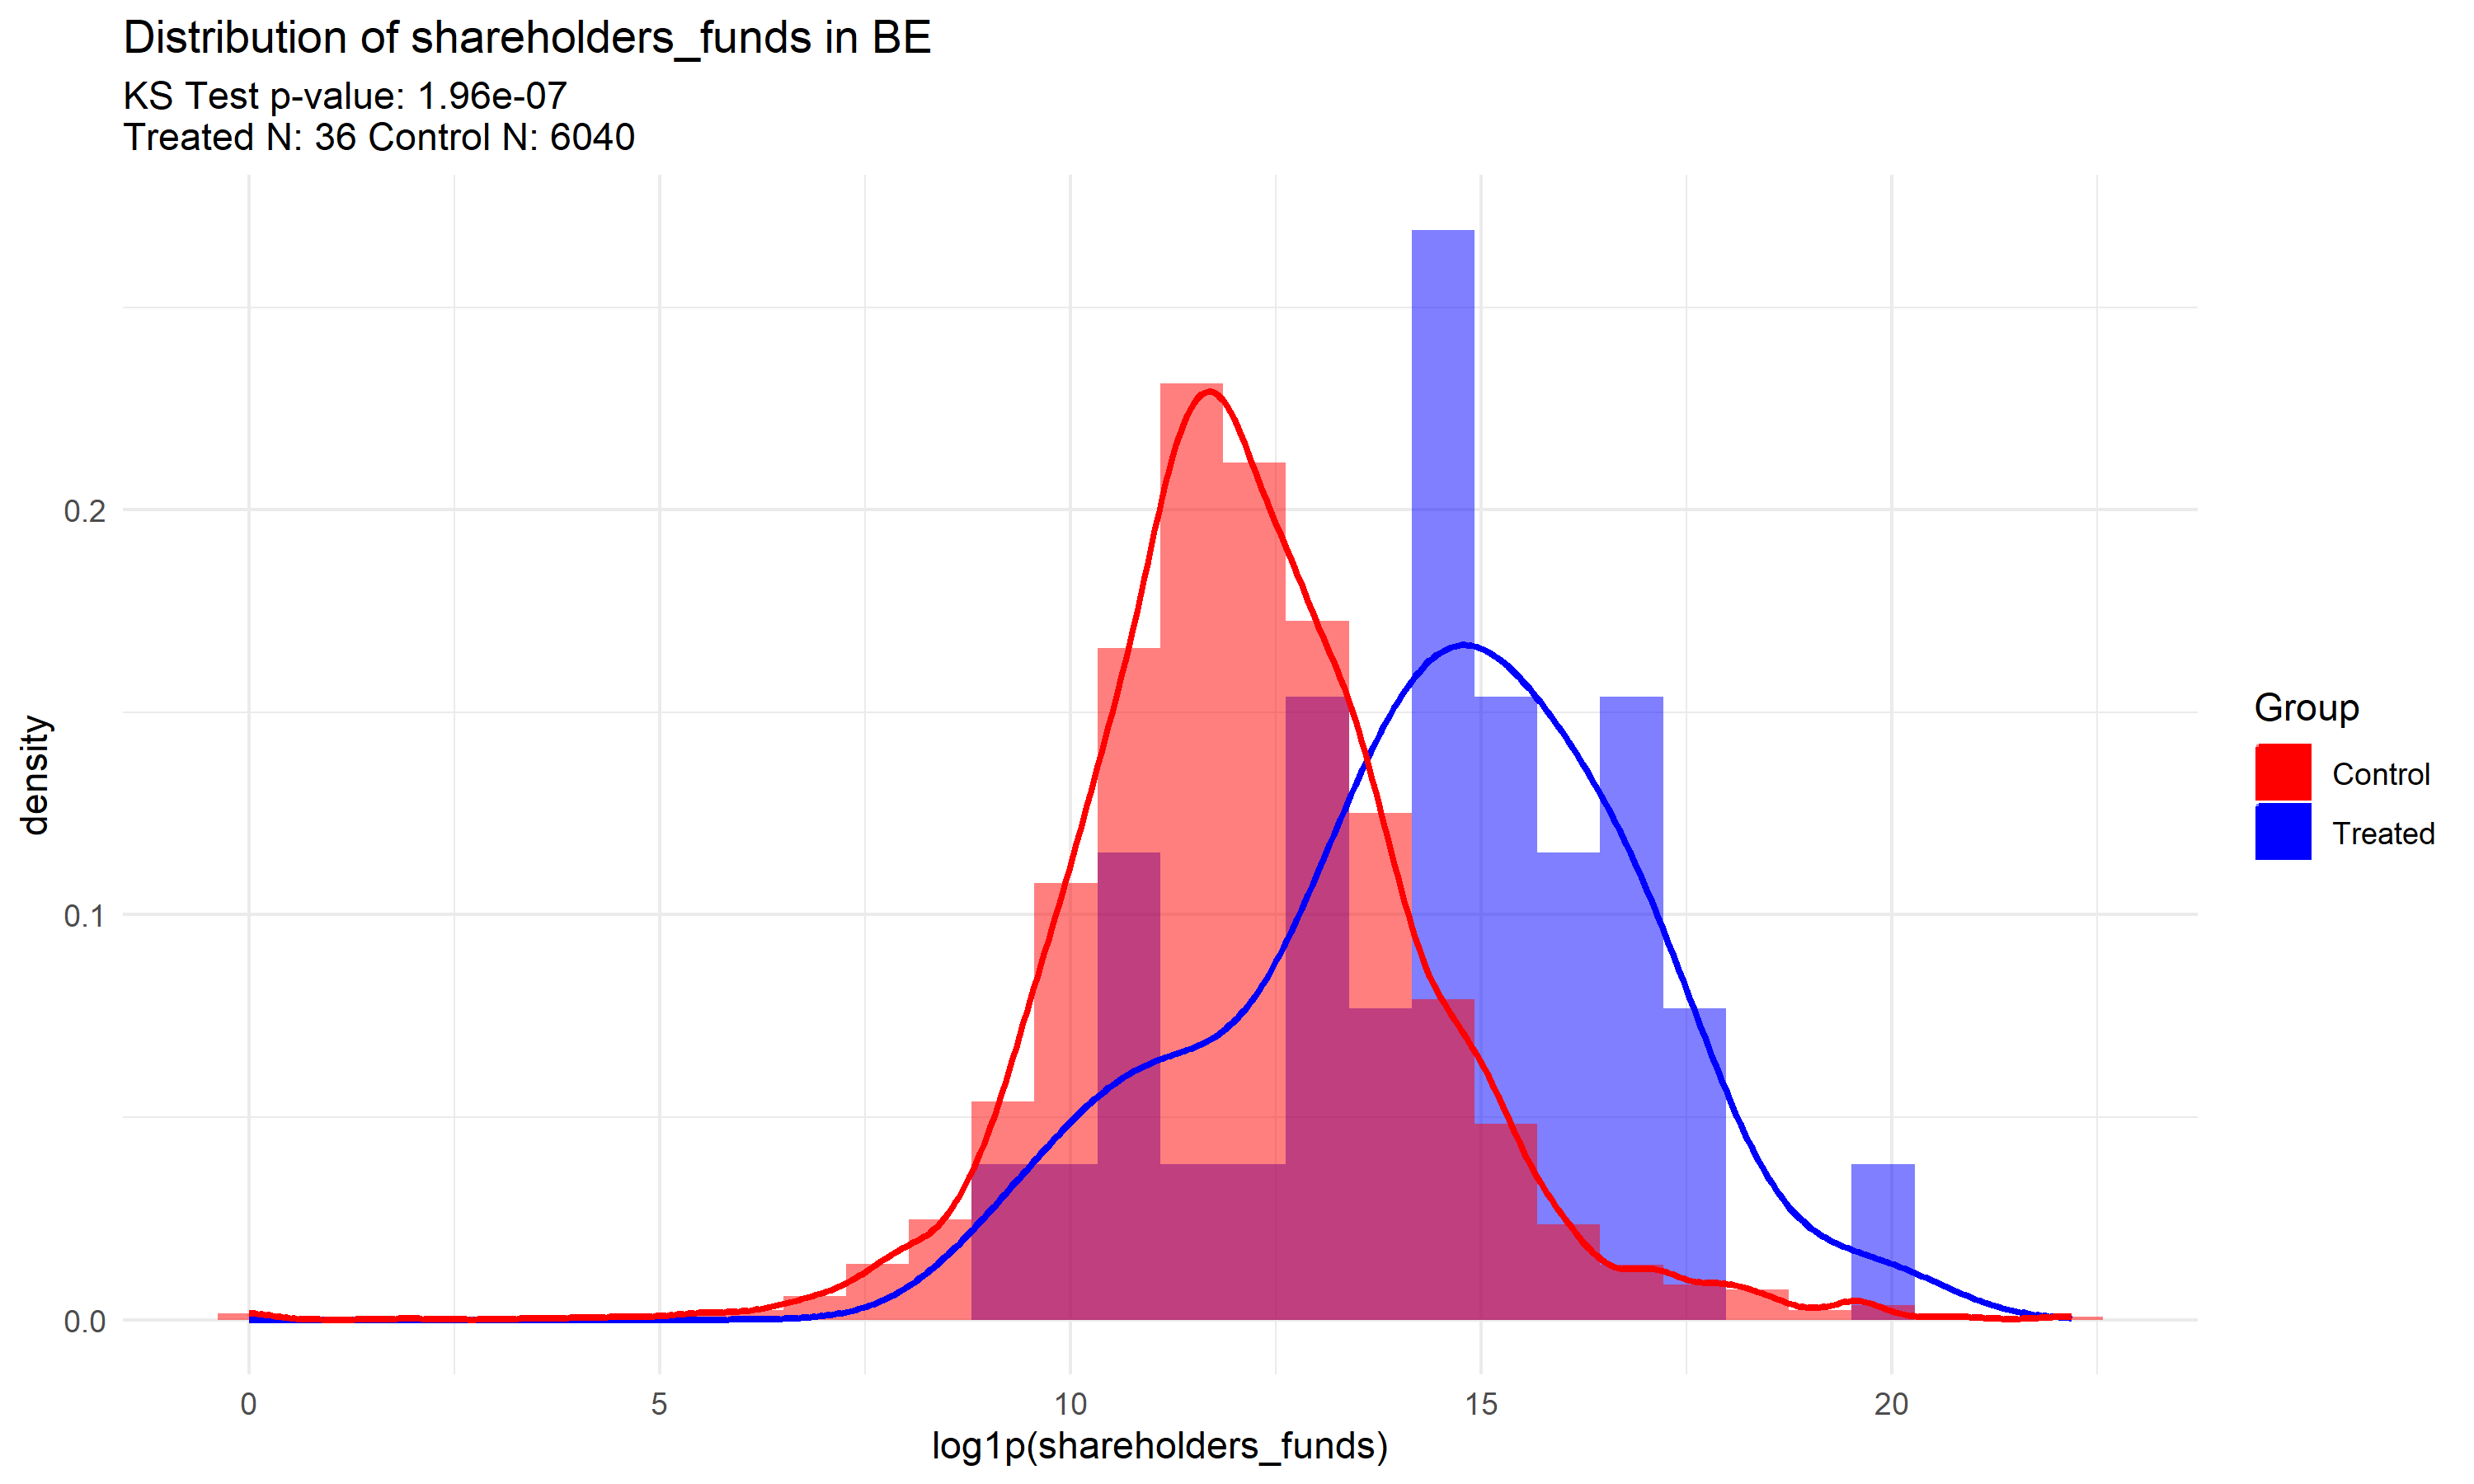 Distribution of shareholders_funds in BE
KS Test p-value: 1.96e-07
Treated N: 36 Control N: 6040
density
0.2
0.1
0.0
0
5
10
15
20
log1p(shareholders_funds)
Group
Control
Treated